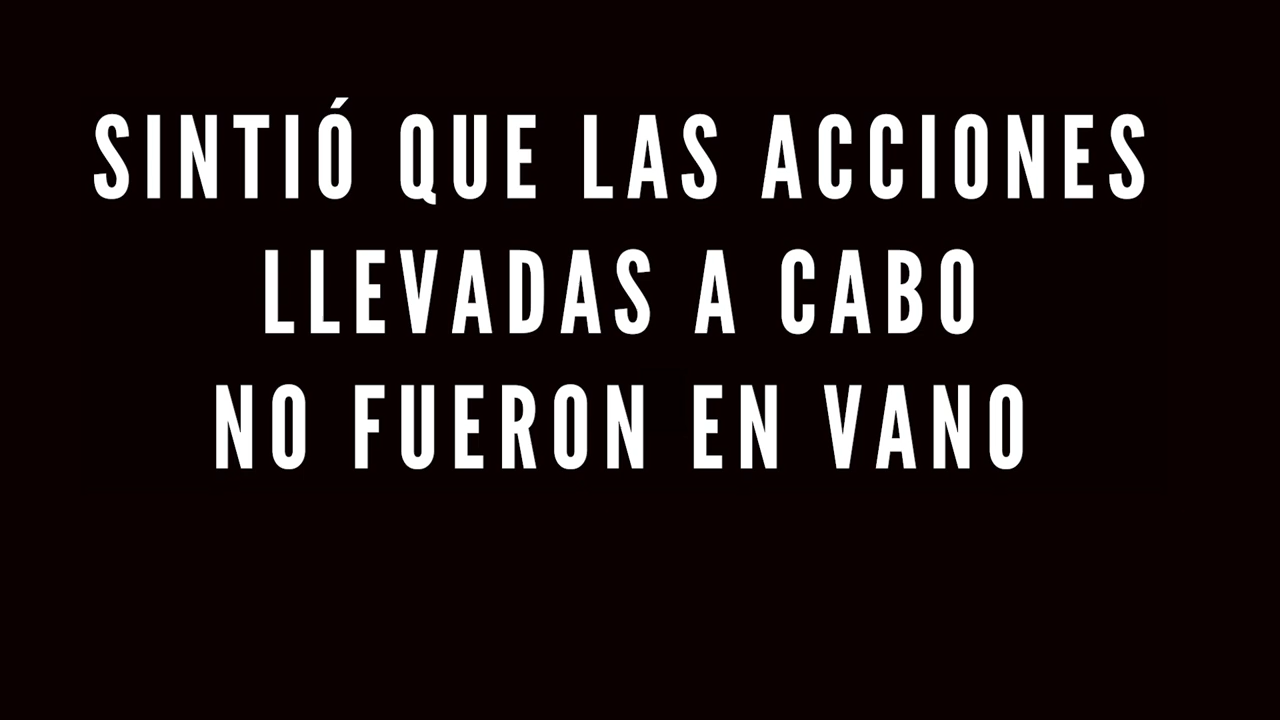 SINTIÓ QUE LAS ACCIONES
LLEVADAS A CABO
NO FUERON EN VANO